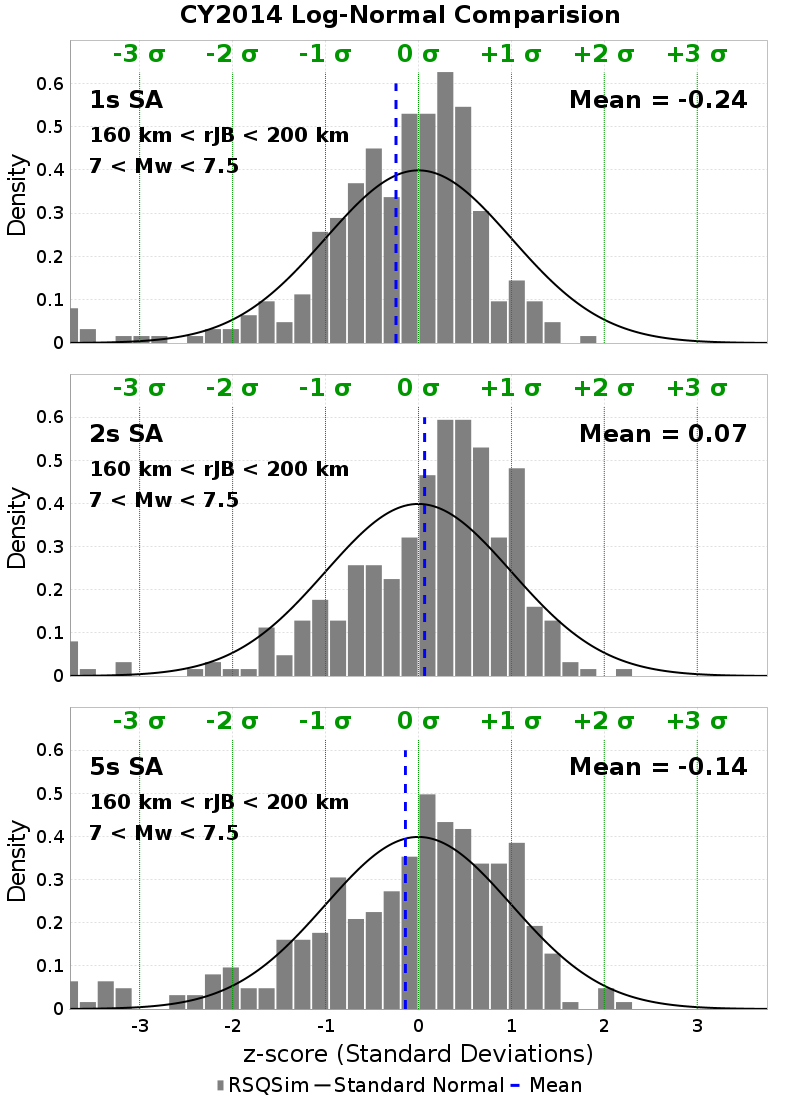 CY2014 Log-Normal Comparision
-3 σ -2 σ -1 σ 0 σ +1 σ +2 σ +3 σ
1s SA
Mean = -0.24
160 km < rJB < 200 km
7 < Mw < 7.5
Density
0.6
0.5
0.4
0.3
0.2
0.1
0
-3 σ -2 σ -1 σ 0 σ +1 σ +2 σ +3 σ
2s SA
Mean = 0.07
160 km < rJB < 200 km
7 < Mw < 7.5
Density
0.6
0.5
0.4
0.3
0.2
0.1
0
-3 σ -2 σ -1 σ 0 σ +1 σ +2 σ +3 σ
5s SA
Mean = -0.14
160 km < rJB < 200 km
7 < Mw < 7.5
Density
0.6
0.5
0.4
0.3
0.2
0.1
0
-3 -2 -1 0 1 2 3
z-score (Standard Deviations)
RSQSim Standard Normal Mean